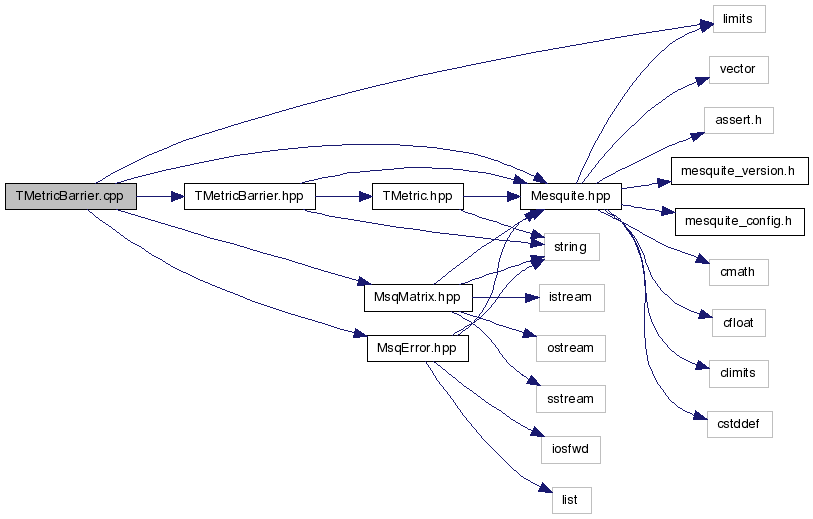 limits
vector
assert.h
mesquite_version.h
TMetricBarrier.cpp
TMetricBarrier.hpp
TMetric.hpp
Mesquite.hpp
mesquite_config.h
string
cmath
MsqMatrix.hpp
istream
cfloat
MsqError.hpp
ostream
climits
sstream
cstddef
iosfwd
list